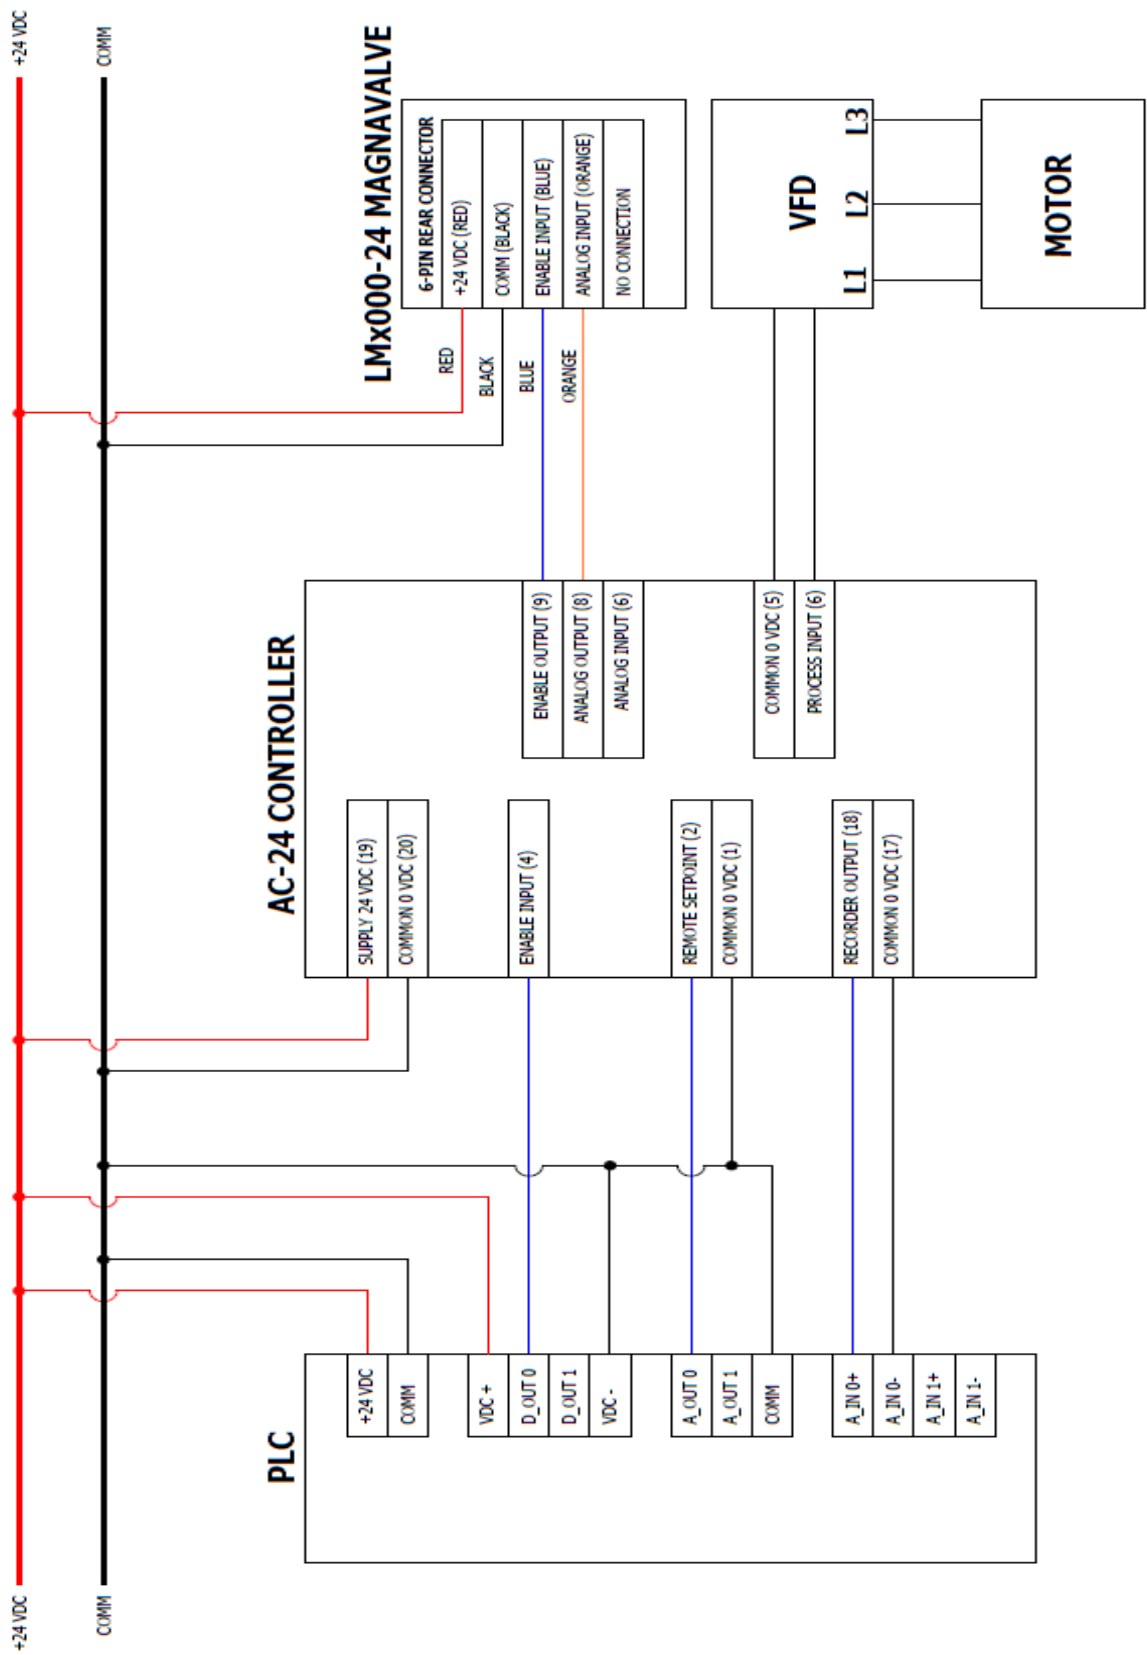 +24 VDC
COMM
PLC
+24 VDC
COMM
VDC +
D_OUT 0
D_OUT 1
VDC -
A_OUT 0
A_OUT 1
COMM
A_IN 0+
A_IN 0-
A_IN 1+
A_IN 1-
AC-24 CONTROLLER
SUPPLY 24 VDC (19)
COMMON 0 VDC (20)
ENABLE INPUT (4)
REMOTE SETPOINT (2)
COMMON 0 VDC (1)
RECORDER OUTPUT (18)
COMMON 0 VDC (17)
ENABLE OUTPUT (9)
ANALOG OUTPUT (8)
ANALOG INPUT (6)
COMMON 0 VDC (5)
PROCESS INPUT (6)
RED
BLACK
BLUE
ORANGE
LMx000-24 MAGNAVALVE
6-PIN REAR CONNECTOR
+24 VDC (RED)
COMM (BLACK)
ENABLE INPUT (BLUE)
ANALOG INPUT (ORANGE)
NO CONNECTION
VFD
L1
L2
L3
MOTOR
+24 VDC
COMM